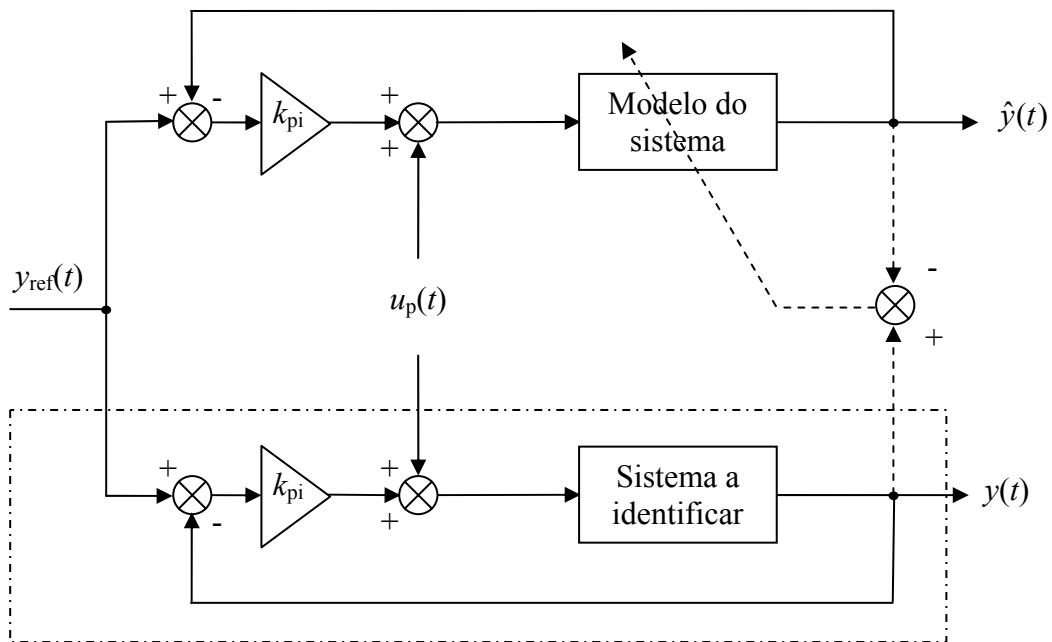 +
-
k_pi
+
+
Modelo do
sistema
ŷ(t)
y_ref(t)
u_p(t)
-
+
+
-
k_pi
+
+
Sistema a
identificar
y(t)